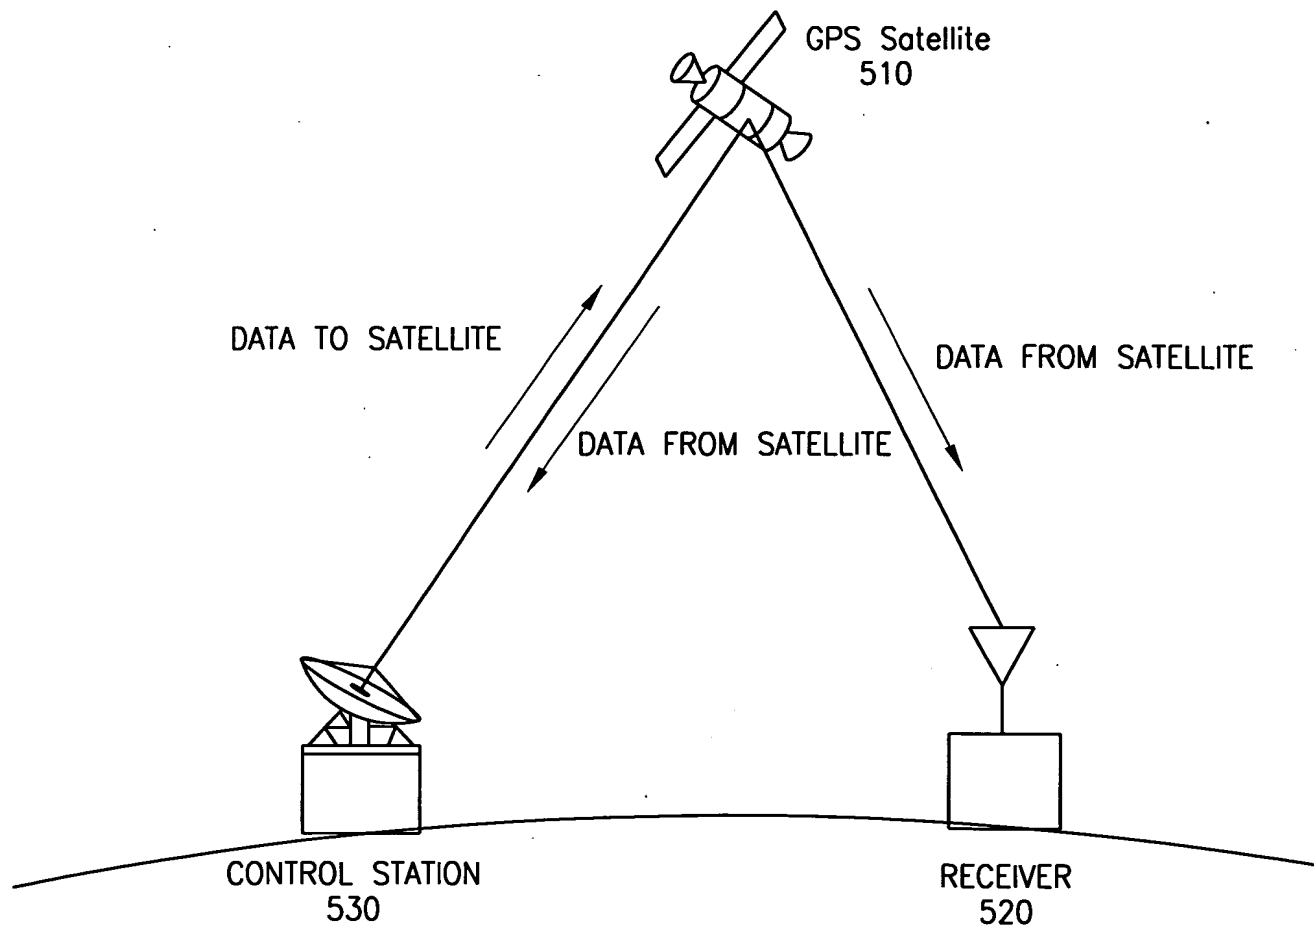 GPS Satellite
510
DATA TO SATELLITE
DATA FROM SATELLITE
DATA FROM SATELLITE
CONTROL STATION
530
RECEIVER
520